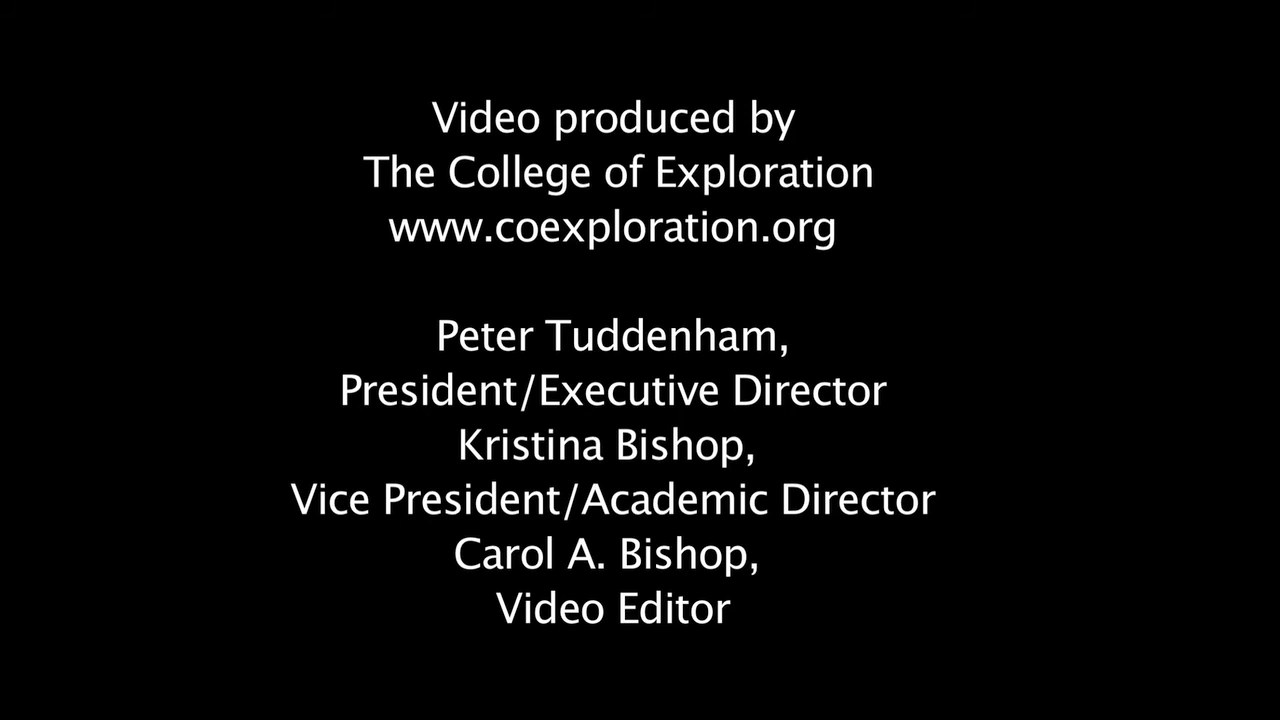 Video produced by
The College of Exploration
www.coexploration.org
Peter Tuddenham,
President/Executive Director
Kristina Bishop,
Vice President/Academic Director
Carol A. Bishop,
Video Editor